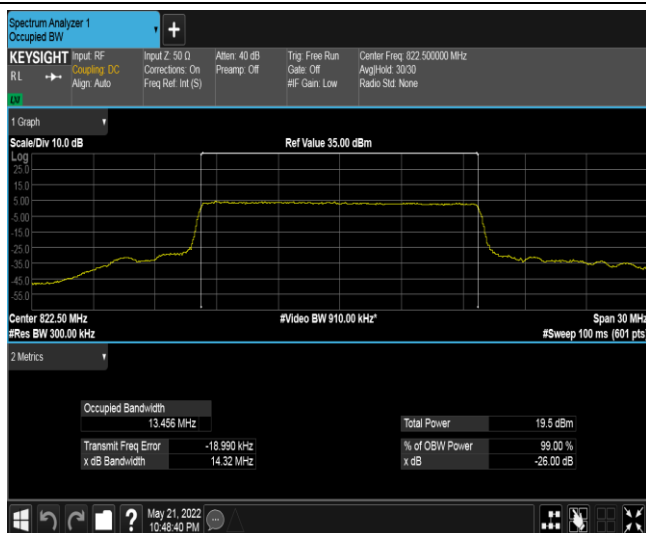 Spectrum Analyzer 1
Occupied BW
+
KEYSIGHT
RL
Input: RF
Coupling: DC
Align: Auto
Input Z: 50 Ω
Corrections: On
Freq Ref: Int (S)
Atten: 40 dB
Preamp: Off
Trig: Free Run
Gate: Off
#IF Gain: Low
Center Freq: 822.500000 MHz
Avg|Hold: 30/30
Radio Std: None
1 Graph
Scale/Div 10.0 dB
Ref Value 35.00 dBm
Log
25.0
15.0
5.00
-5.00
-15.0
-25.0
-35.0
-45.0
-55.0
Center 822.50 MHz
#Video BW 910.00 kHz*
Span 30 MHz
#Res BW 300.00 kHz
#Sweep 100 ms (601 pts)
2 Metrics
Occupied Bandwidth
13.456 MHz
Total Power 19.5 dBm
Transmit Freq Error -18.990 kHz
% of OBW Power 99.00 %
x dB Bandwidth 14.32 MHz
x dB -26.00 dB
?
May 21, 2022
10:48:40 PM